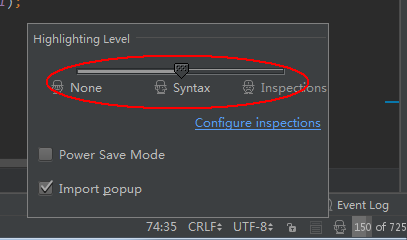 );
Highlighting Level
None Syntax Inspections
Configure inspections
Power Save Mode
Import popup
Event Log
74:35 CRLF UTF-8 150 of 725